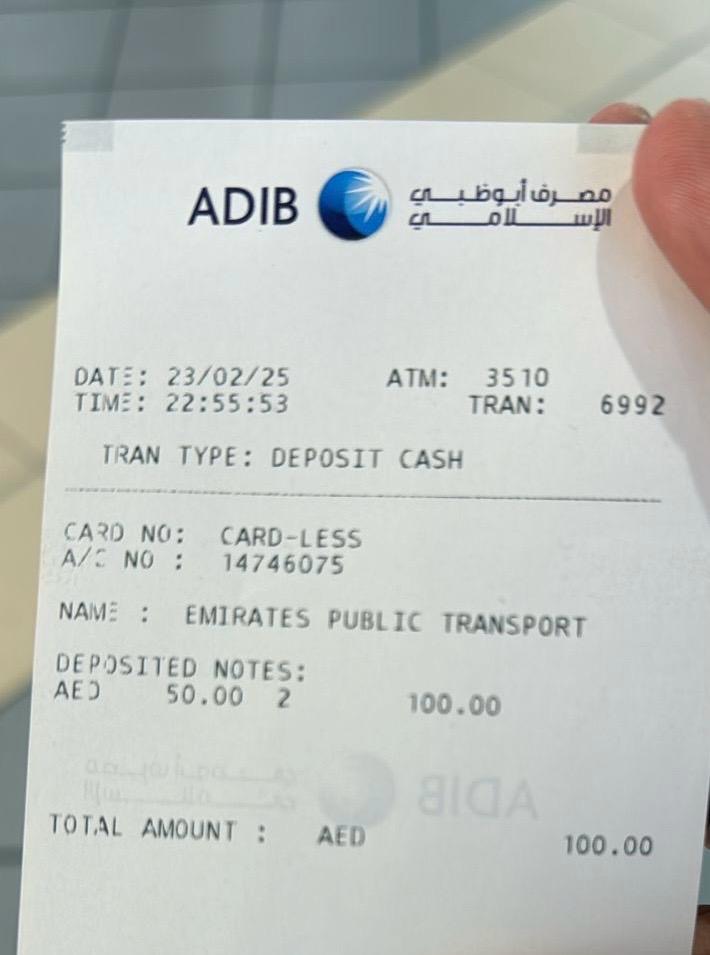 ADIB مصرف أبوظبي
الإسلامي
DATE: 23/02/25 ATM: 3510
TIME: 22:55:53 TRAN: 6992
TRAN TYPE: DEPOSIT CASH
CARD NO: CARD-LESS
A/C NO : 14746075
NAME : EMIRATES PUBLIC TRANSPORT
DEPOSITED NOTES:
AED 50.00 2 100.00
TOTAL AMOUNT : AED 100.00